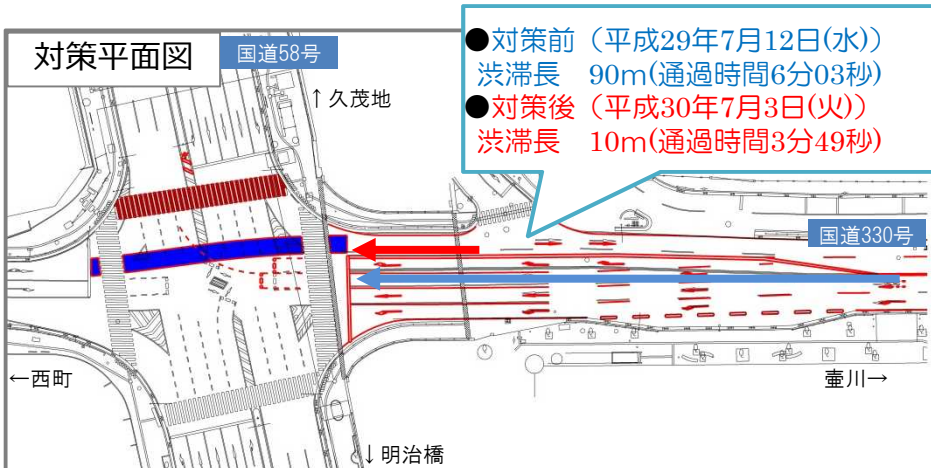 対策平面図
国道58号
●対策前（平成29年7月12日(水)）
渋滞長　90m(通過時間6分03秒)
●対策後（平成30年7月3日(火)）
渋滞長　10m(通過時間3分49秒)
↑久茂地
国道330号
←西町
壷川→
↓明治橋